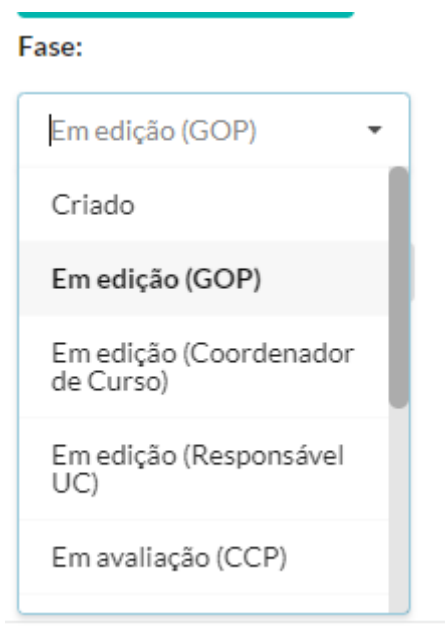 Fase:
Em edição (GOP)
Criado
Em edição (GOP)
Em edição (Coordenador
de Curso)
Em edição (Responsável
UC)
Em avaliação (CCP)